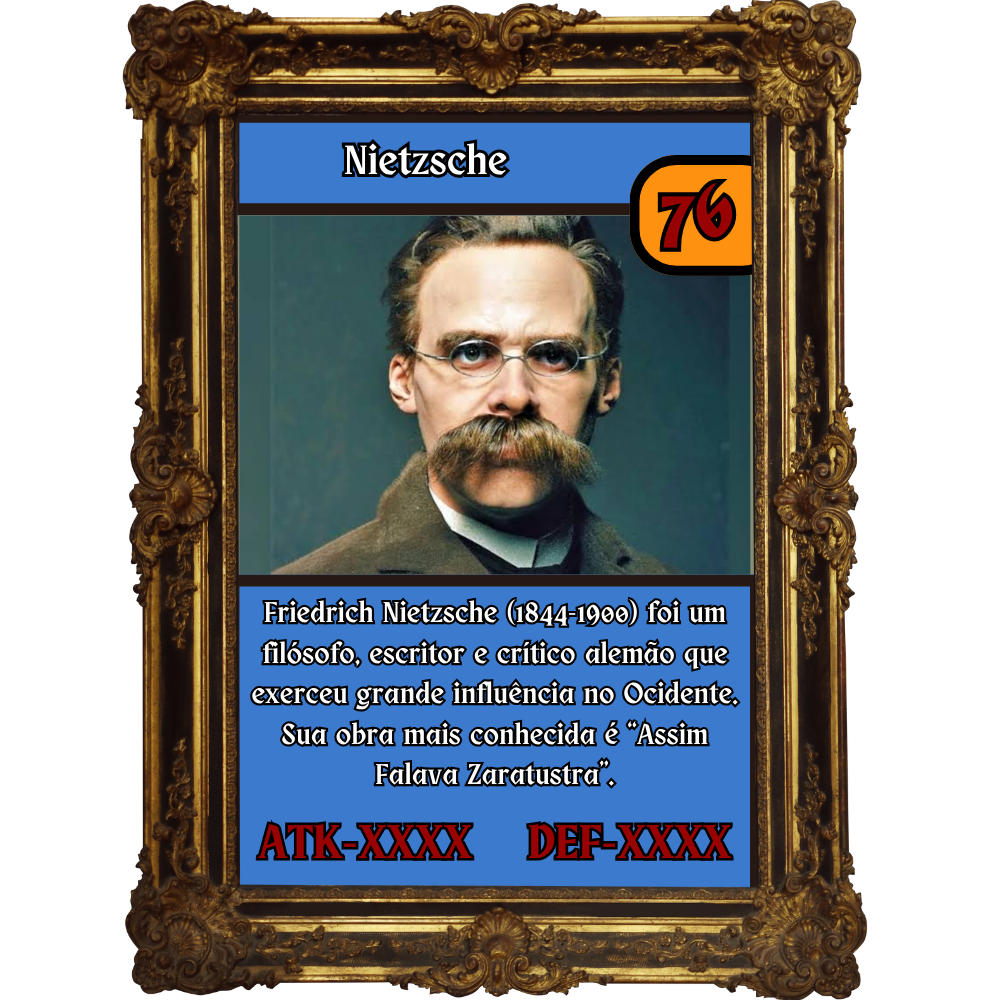 Nietzsche
76
Friedrich Nietzsche (1844-1900) foi um
filósofo, escritor e crítico alemão que
exerceu grande influência no Ocidente.
Sua obra mais conhecida é “Assim
Falava Zaratustra”.
ATK-XXXX DEF-XXXX